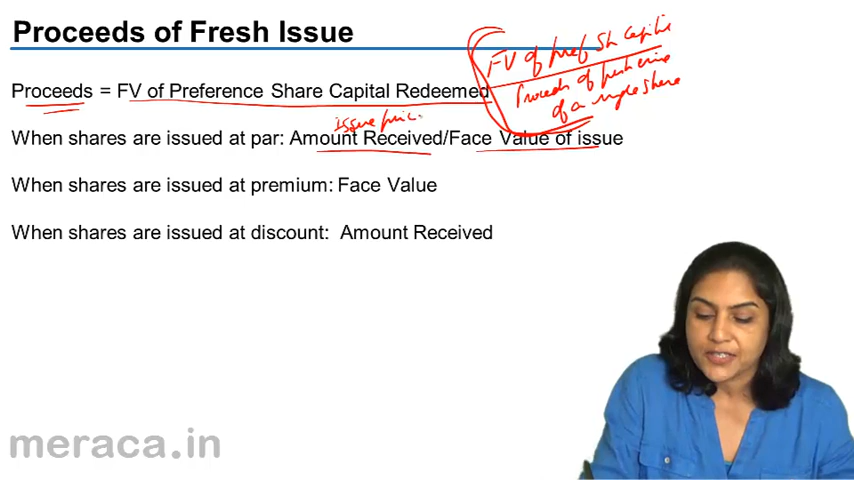 Proceeds of Fresh Issue
FV of pref Sh Capital
Proceeds of fresh issue
of a single share
Proceeds = FV of Preference Share Capital Redeemed
issue price
When shares are issued at par: Amount Received/Face Value of issue
When shares are issued at premium: Face Value
When shares are issued at discount: Amount Received
meraca.in